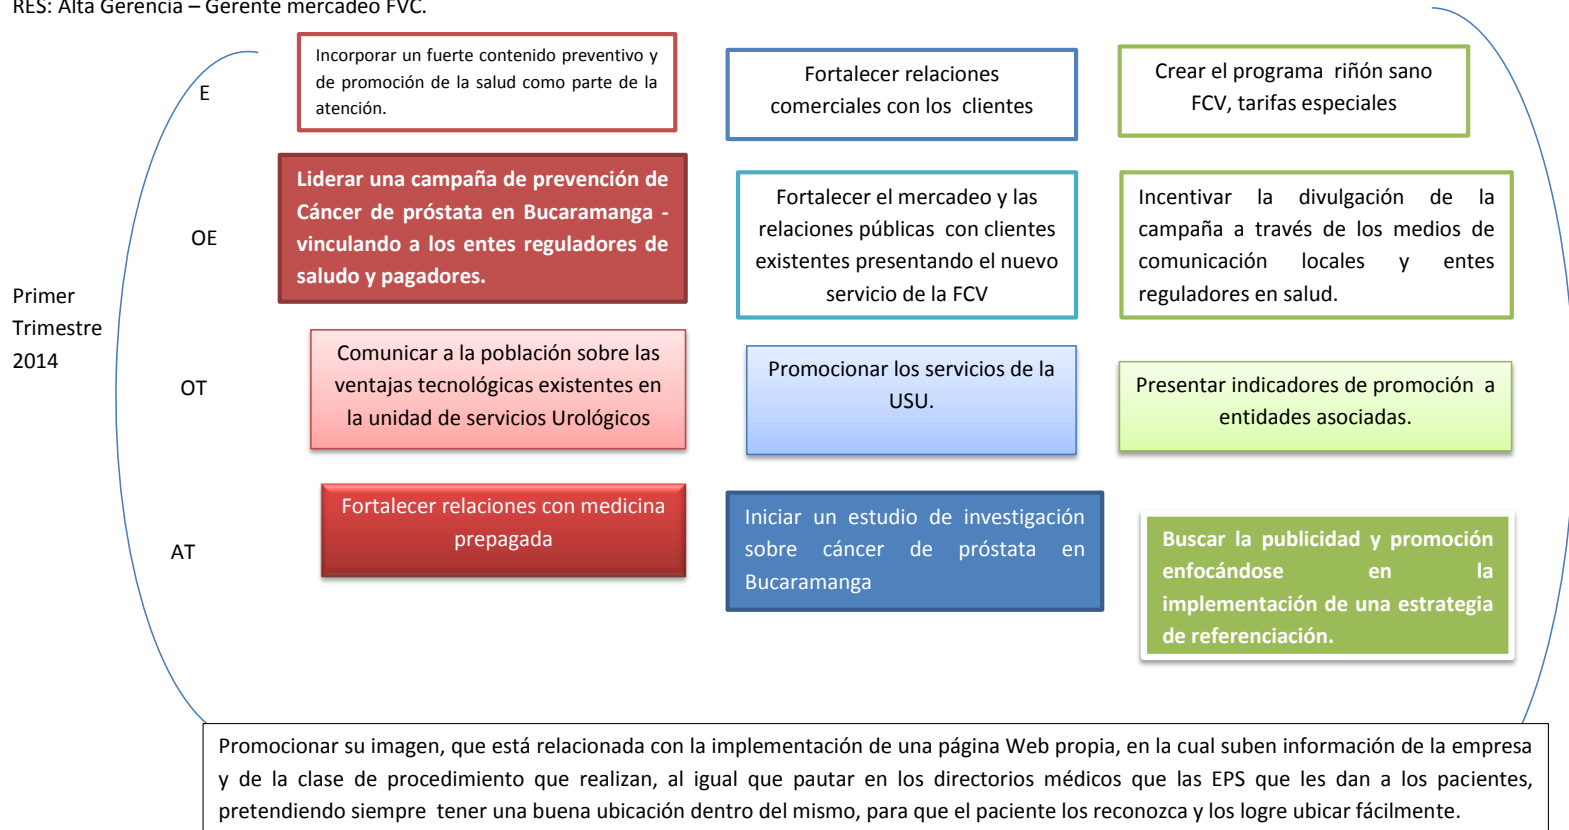 RES: Alta Gerencia – Gerente mercadeo FVC.
E
Incorporar un fuerte contenido preventivo y
de promoción de la salud como parte de la
atención.
Fortalecer relaciones
comerciales con los clientes
Crear el programa riñón sano
FCV, tarifas especiales
OE
Liderar una campaña de prevención de
Cáncer de próstata en Bucaramanga -
vinculando a los entes reguladores de
saludo y pagadores.
Fortalecer el mercadeo y las
relaciones públicas con clientes
existentes presentando el nuevo
servicio de la FCV
Incentivar la divulgación de la
campaña a través de los medios de
comunicación locales y entes
reguladores en salud.
Primer
Trimestre
2014
OT
Comunicar a la población sobre las
ventajas tecnológicas existentes en
la unidad de servicios Urológicos
Promocionar los servicios de la
USU.
Presentar indicadores de promoción a
entidades asociadas.
AT
Fortalecer relaciones con medicina
prepagada
Iniciar un estudio de investigación
sobre cáncer de próstata en
Bucaramanga
Buscar la publicidad y promoción
enfocándose en la
implementación de una estrategia
de referenciación.
Promocionar su imagen, que está relacionada con la implementación de una página Web propia, en la cual suben información de la empresa
y de la clase de procedimiento que realizan, al igual que pautar en los directorios médicos que las EPS que les dan a los pacientes,
pretendiendo siempre tener una buena ubicación dentro del mismo, para que el paciente los reconozca y los logre ubicar fácilmente.